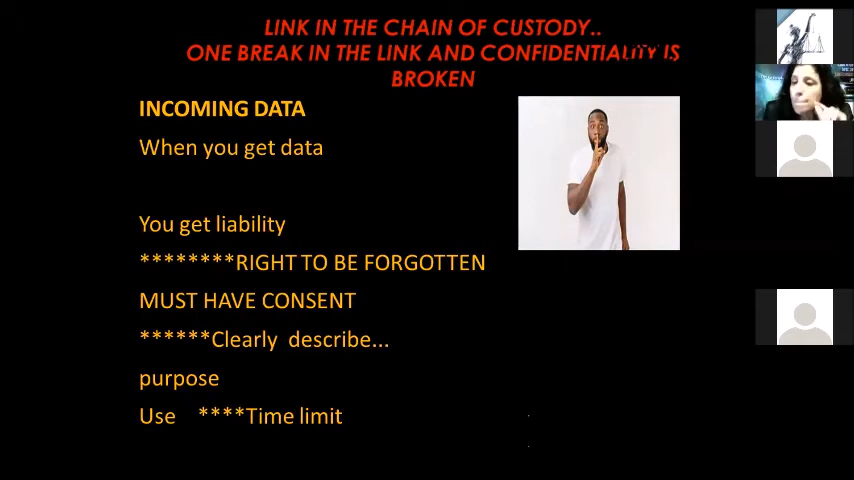 LINK IN THE CHAIN OF CUSTODY..
ONE BREAK IN THE LINK AND CONFIDENTIALITY IS
BROKEN
INCOMING DATA
When you get data
You get liability
********RIGHT TO BE FORGOTTEN
MUST HAVE CONSENT
******Clearly describe...
purpose
Use ****Time limit